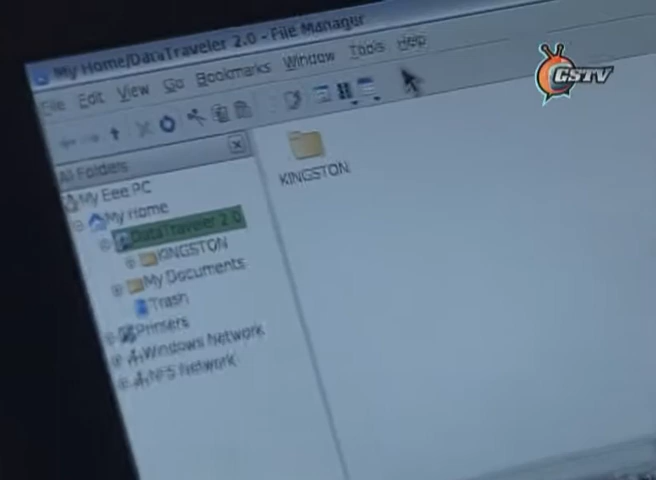 My Home/DataTraveler 2.0 - File Manager
File Edit View Go Bookmarks Window Tools Help
GSTV
All Folders
My Eee PC
My Home
DataTraveler 2.0
KINGSTON
My Documents
Trash
Printers
Windows Network
NFS Network
KINGSTON